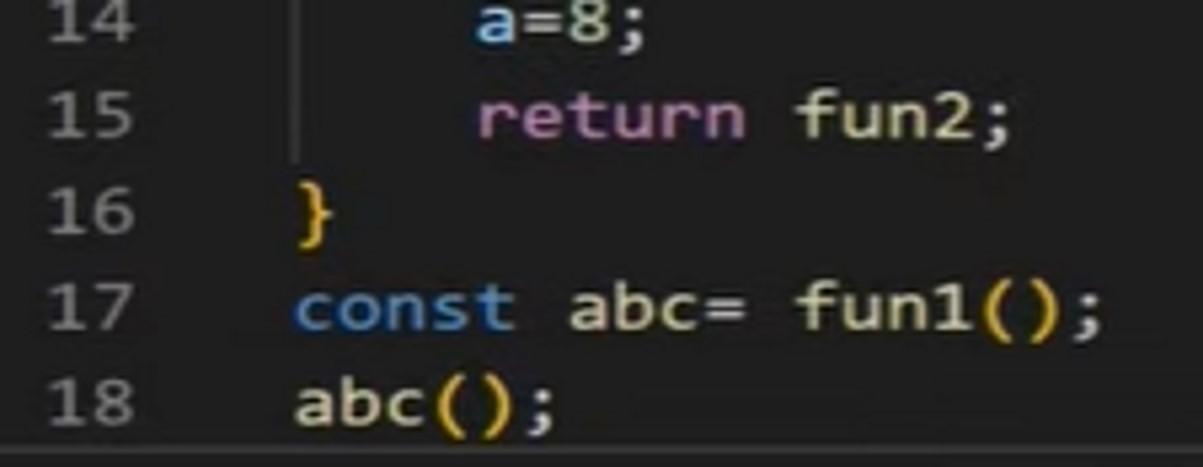 14 a=8;
15 return fun2;
16 }
17 const abc= fun1();
18 abc();